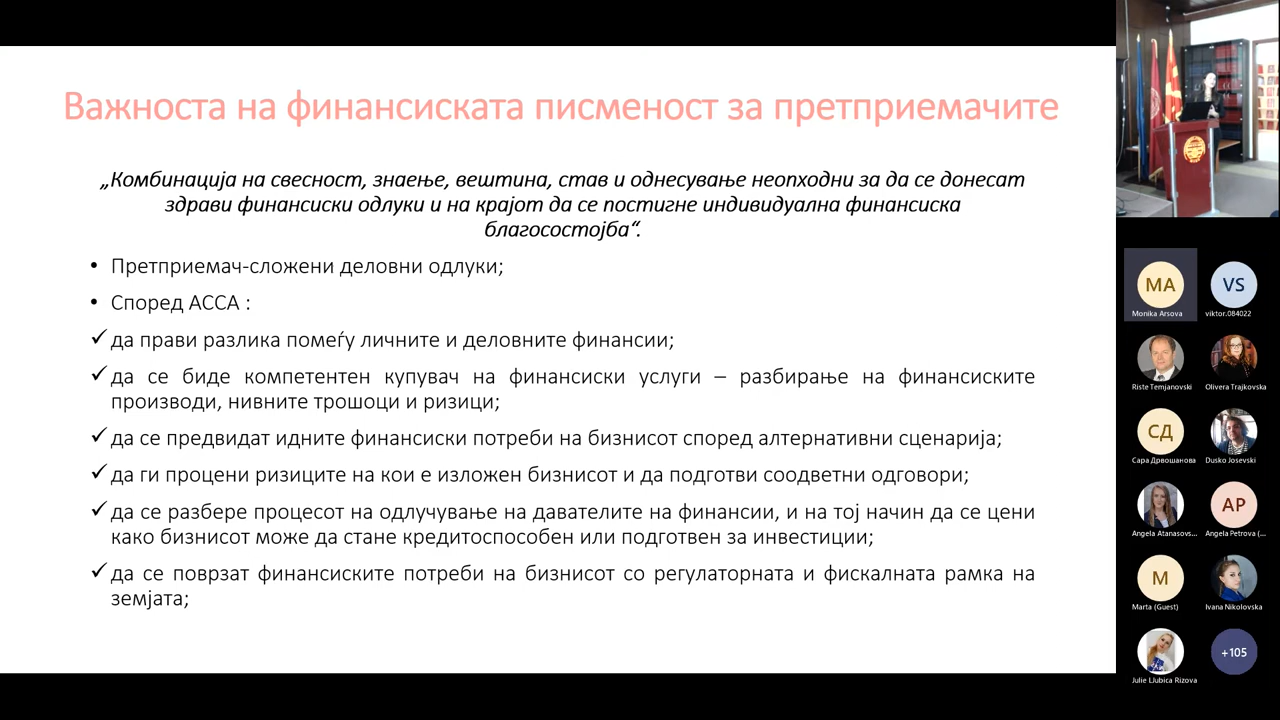 Важноста на финансиската писменост за претприемачите
„Комбинација на свесност, знаење, вештина, став и однесување неопходни за да се донесат
здрави финансиски одлуки и на крајот да се постигне индивидуална финансиска
благосостојба“.
• Претприемач-сложени деловни одлуки;
• Според АССА :
✓ да прави разлика помеѓу личните и деловните финансии;
✓ да се биде компетентен купувач на финансиски услуги – разбирање на финансиските
производи, нивните трошоци и ризици;
✓ да се предвидат идните финансиски потреби на бизнисот според алтернативни сценарија;
✓ да ги процени ризиците на кои е изложен бизнисот и да подготви соодветни одговори;
✓ да се разбере процесот на одлучување на давателите на финансии, и на тој начин да се цени
како бизнисот може да стане кредитоспособен или подготвен за инвестиции;
✓ да се поврзат финансиските потреби на бизнисот со регулаторната и фискалната рамка на
земјата;
MA
Monika Arsova
VS
viktor.084022
Riste Temjanovski
Olivera Trajkovska
СД
Сара Дрвошанова
Dusko Josevski
Angela Atanasovs...
AP
Angela Petrova (...
M
Marta (Guest)
Ivana Nikolovska
Julie LJubica Rizova
+105